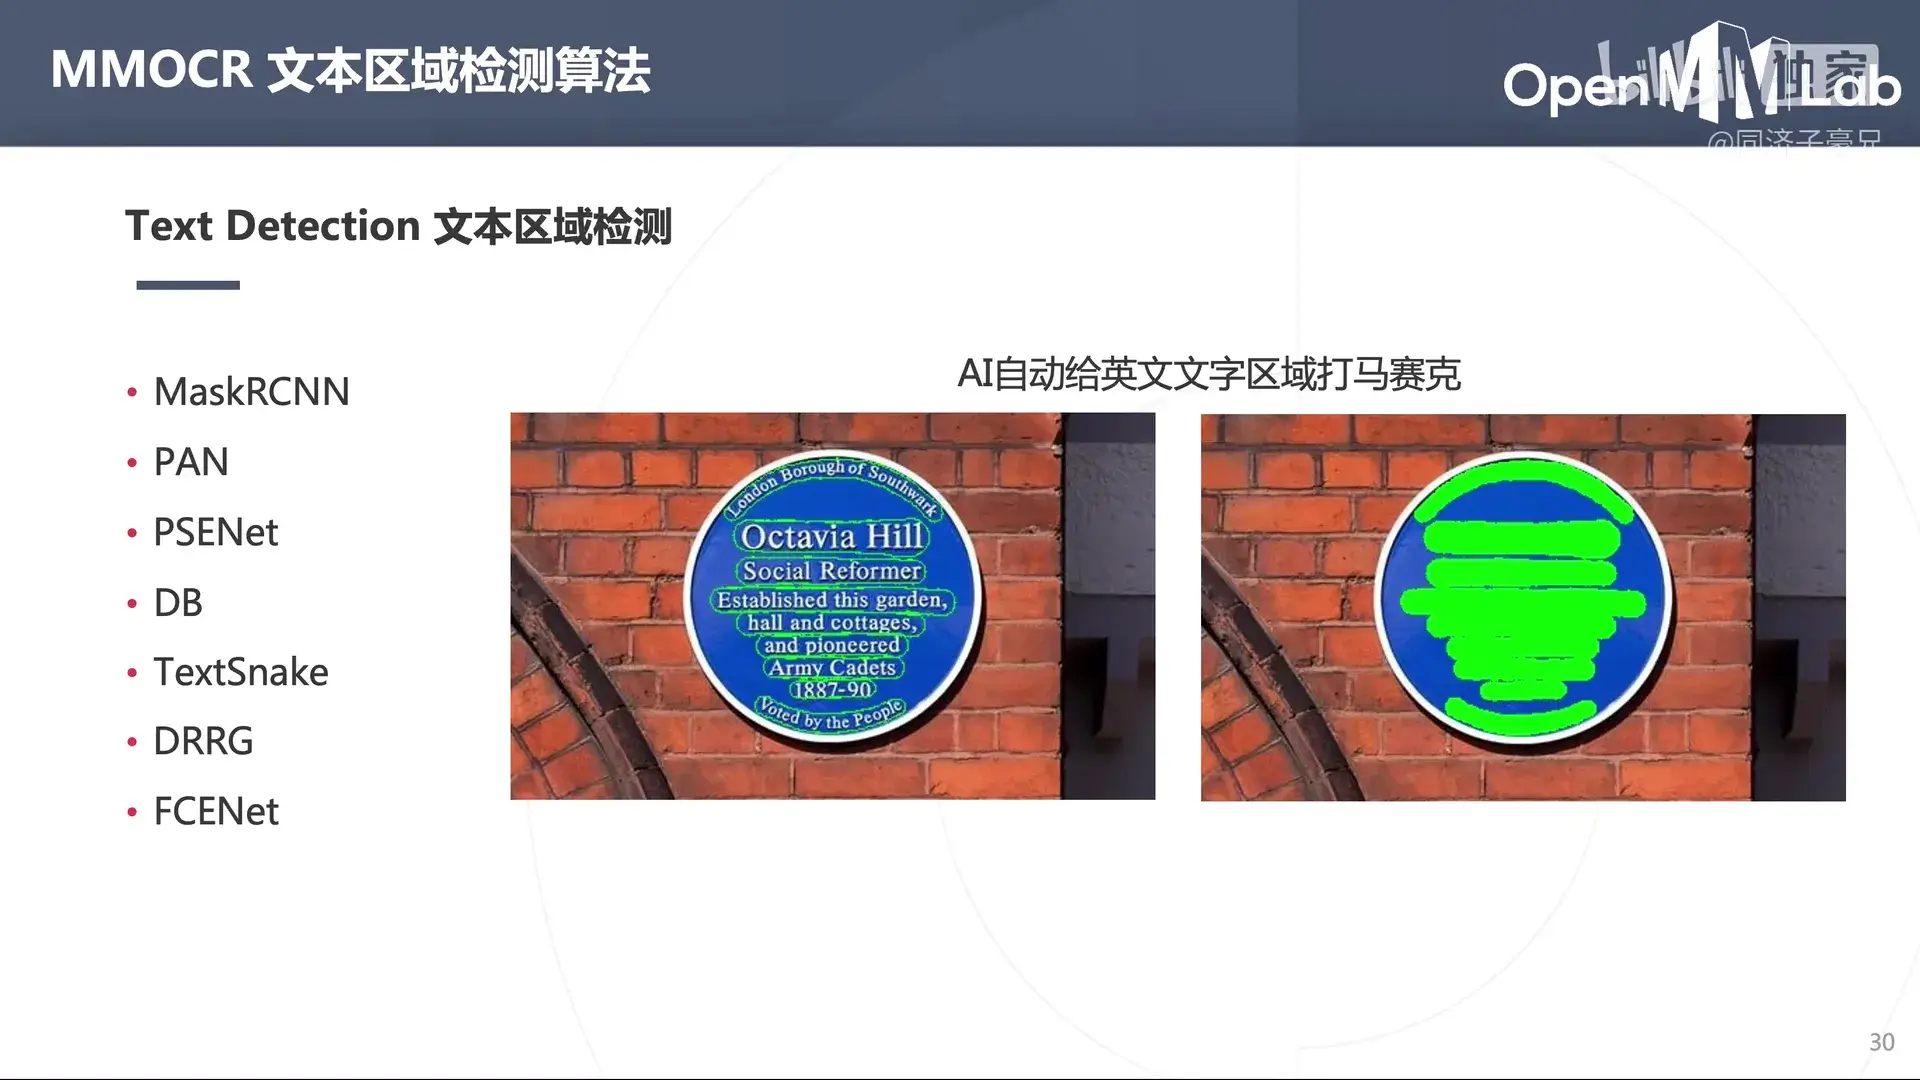 MMOCR 文本区域检测算法
OpenMMLab
bilibili 独家
@同济子豪兄
Text Detection 文本区域检测
• MaskRCNN
• PAN
• PSENet
• DB
• TextSnake
• DRRG
• FCENet
AI自动给英文文字区域打马赛克
London Borough of Southwark
Octavia Hill
Social Reformer
Established this garden,
hall and cottages,
and pioneered
Army Cadets
1887-90
Voted by the People
30